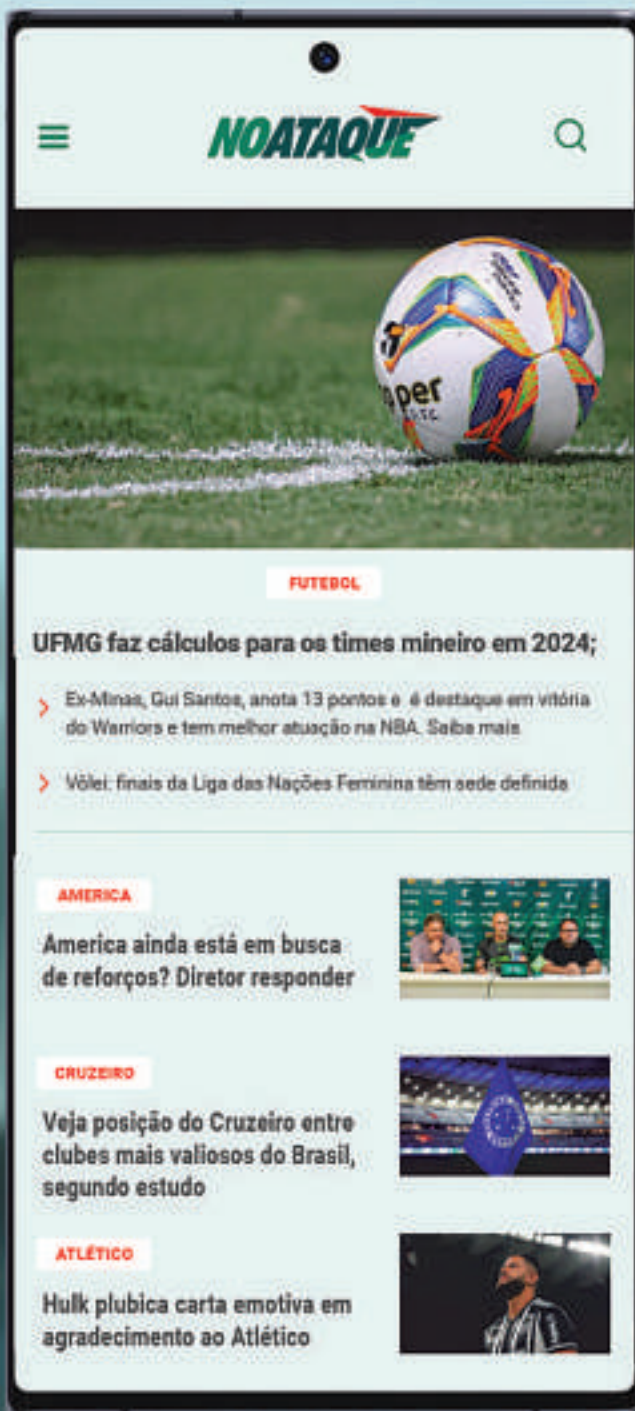 NOATAQUE
per
FUTEBOL
UFMG faz cálculos para os times mineiro em 2024;
Ex-Minas, Gui Santos, anota 13 pontos e é destaque em vitória
do Warriors e tem melhor atuação na NBA. Saiba mais
Vôlei: finais da Liga das Nações Feminina têm sede definida
AMERICA
America ainda está em busca
de reforços? Diretor responder
CRUZEIRO
Veja posição do Cruzeiro entre
clubes mais valiosos do Brasil,
segundo estudo
ATLÉTICO
Hulk plubica carta emotiva em
agradecimento ao Atlético